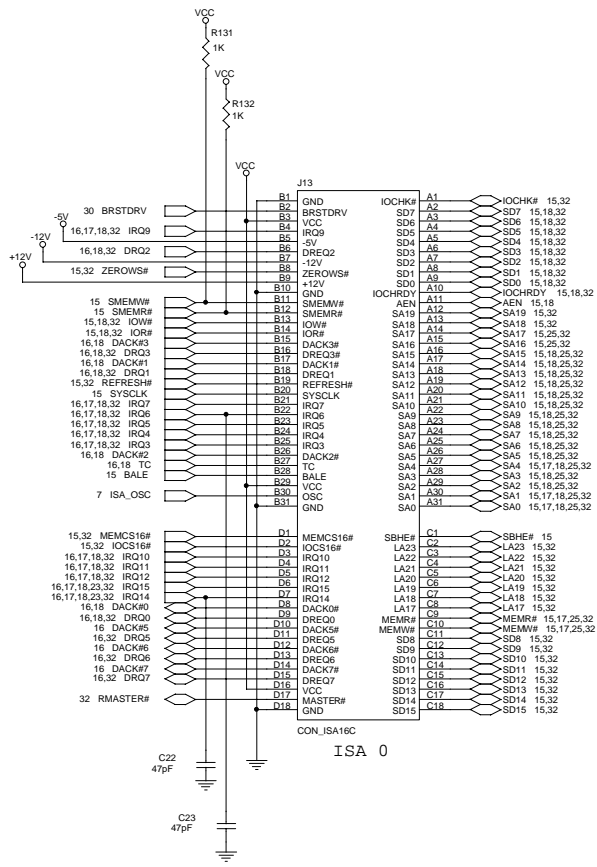 VCC
R131
1K
VCC
R132
1K
VCC
J13
-5V
-12V
+12V
30 BRSTDRV
16,17,18,32 IRQ9
16,18,32 DRQ2
15,32 ZEROWS#
15 SMEMW#
15 SMEMR#
15,18,32 IOW#
15,18,32 IOR#
16,18 DACK#3
16,18,32 DRQ3
16,18 DACK#1
16,18,32 DRQ1
15,32 REFRESH#
15 SYSCLK
16,17,18,32 IRQ7
16,17,18,32 IRQ6
16,17,18,32 IRQ5
16,17,18,32 IRQ4
16,17,18,32 IRQ3
16,18 DACK#2
16,18 TC
15 BALE
7 ISA_OSC
B1 GND IOCHK# A1 IOCHK# 15,32
B2 BRSTDRV SD7 A2 SD7 15,18,32
B3 VCC SD6 A3 SD6 15,18,32
B4 IRQ9 SD5 A4 SD5 15,18,32
B5 -5V SD4 A5 SD4 15,18,32
B6 DREQ2 SD3 A6 SD3 15,18,32
B7 -12V SD2 A7 SD2 15,18,32
B8 ZEROWS# SD1 A8 SD1 15,18,32
B9 +12V SD0 A9 SD0 15,18,32
B10 GND IOCHRDY A10 IOCHRDY 15,18,32
B11 SMEMW# AEN A11 AEN 15,18
B12 SMEMR# SA19 A12 SA19 15,32
B13 IOW# SA18 A13 SA18 15,32
B14 IOR# SA17 A14 SA17 15,25,32
B15 DACK3# SA16 A15 SA16 15,25,32
B16 DREQ3# SA15 A16 SA15 15,18,25,32
B17 DACK1# SA14 A17 SA14 15,18,25,32
B18 DREQ1 SA13 A18 SA13 15,18,25,32
B19 REFRESH# SA12 A19 SA12 15,18,25,32
B20 SYSCLK SA11 A20 SA11 15,18,25,32
B21 IRQ7 SA10 A21 SA10 15,18,25,32
B22 IRQ6 SA9 A22 SA9 15,18,25,32
B23 IRQ5 SA8 A23 SA8 15,18,25,32
B24 IRQ4 SA7 A24 SA7 15,18,25,32
B25 IRQ3 SA6 A25 SA6 15,18,25,32
B26 DACK2# SA5 A26 SA5 15,18,25,32
B27 TC SA4 A27 SA4 15,17,18,25,32
B28 BALE SA3 A28 SA3 15,18,25,32
B29 VCC SA2 A29 SA2 15,18,25,32
B30 OSC SA1 A30 SA1 15,17,18,25,32
B31 GND SA0 A31 SA0 15,17,18,25,32
15,32 MEMCS16#
15,32 IOCS16#
16,17,18,32 IRQ10
16,17,18,32 IRQ11
16,17,18,32 IRQ12
16,17,18,23,32 IRQ15
16,17,18,23,32 IRQ14
16,18 DACK#0
16,18,32 DRQ0
16 DACK#5
16,32 DRQ5
16 DACK#6
16,32 DRQ6
16 DACK#7
16,32 DRQ7
32 RMASTER#
D1 MEMCS16# SBHE# C1 SBHE# 15
D2 IOCS16# LA23 C2 LA23 15,32
D3 IRQ10 LA22 C3 LA22 15,32
D4 IRQ11 LA21 C4 LA21 15,32
D5 IRQ12 LA20 C5 LA20 15,32
D6 IRQ15 LA19 C6 LA19 15,32
D7 IRQ14 LA18 C7 LA18 15,32
D8 DACK0# LA17 C8 LA17 15,32
D9 DREQ0 MEMR# C9 MEMR# 15,17,25,32
D10 DACK5# MEMW# C10 MEMW# 15,17,25,32
D11 DREQ5 SD8 C11 SD8 15,32
D12 DACK6# SD9 C12 SD9 15,32
D13 DREQ6 SD10 C13 SD10 15,32
D14 DACK7# SD11 C14 SD11 15,32
D15 DREQ7 SD12 C15 SD12 15,32
D16 VCC SD13 C16 SD13 15,32
D17 MASTER# SD14 C17 SD14 15,32
D18 GND SD15 C18 SD15 15,32
CON_ISA16C
ISA 0
C22
47pF
C23
47pF